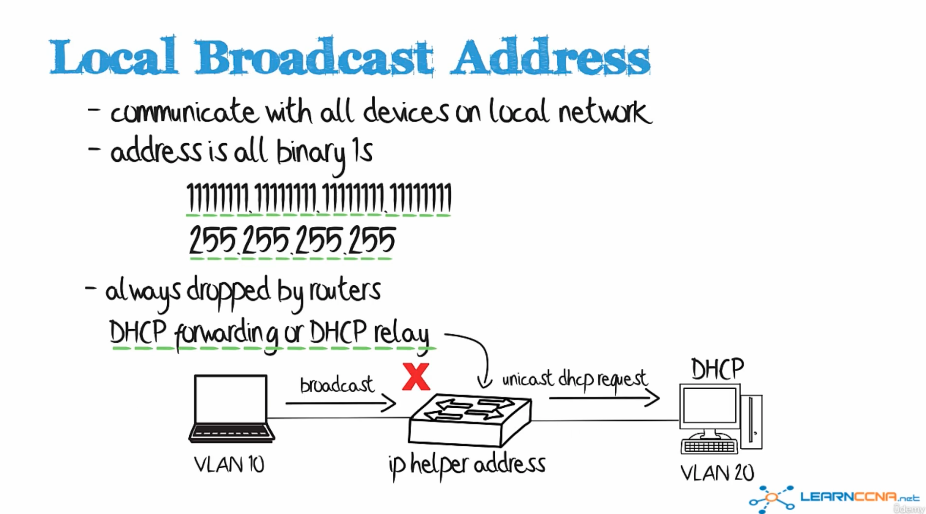 Local Broadcast Address
- communicate with all devices on local network
- address is all binary 1s
11111111.11111111.11111111.11111111
255.255.255.255
- always dropped by routers
DHCP forwarding or DHCP relay
broadcast
X
unicast dhcp request
DHCP
VLAN 10
ip helper address
VLAN 20
LEARNCCNA.net
Udemy